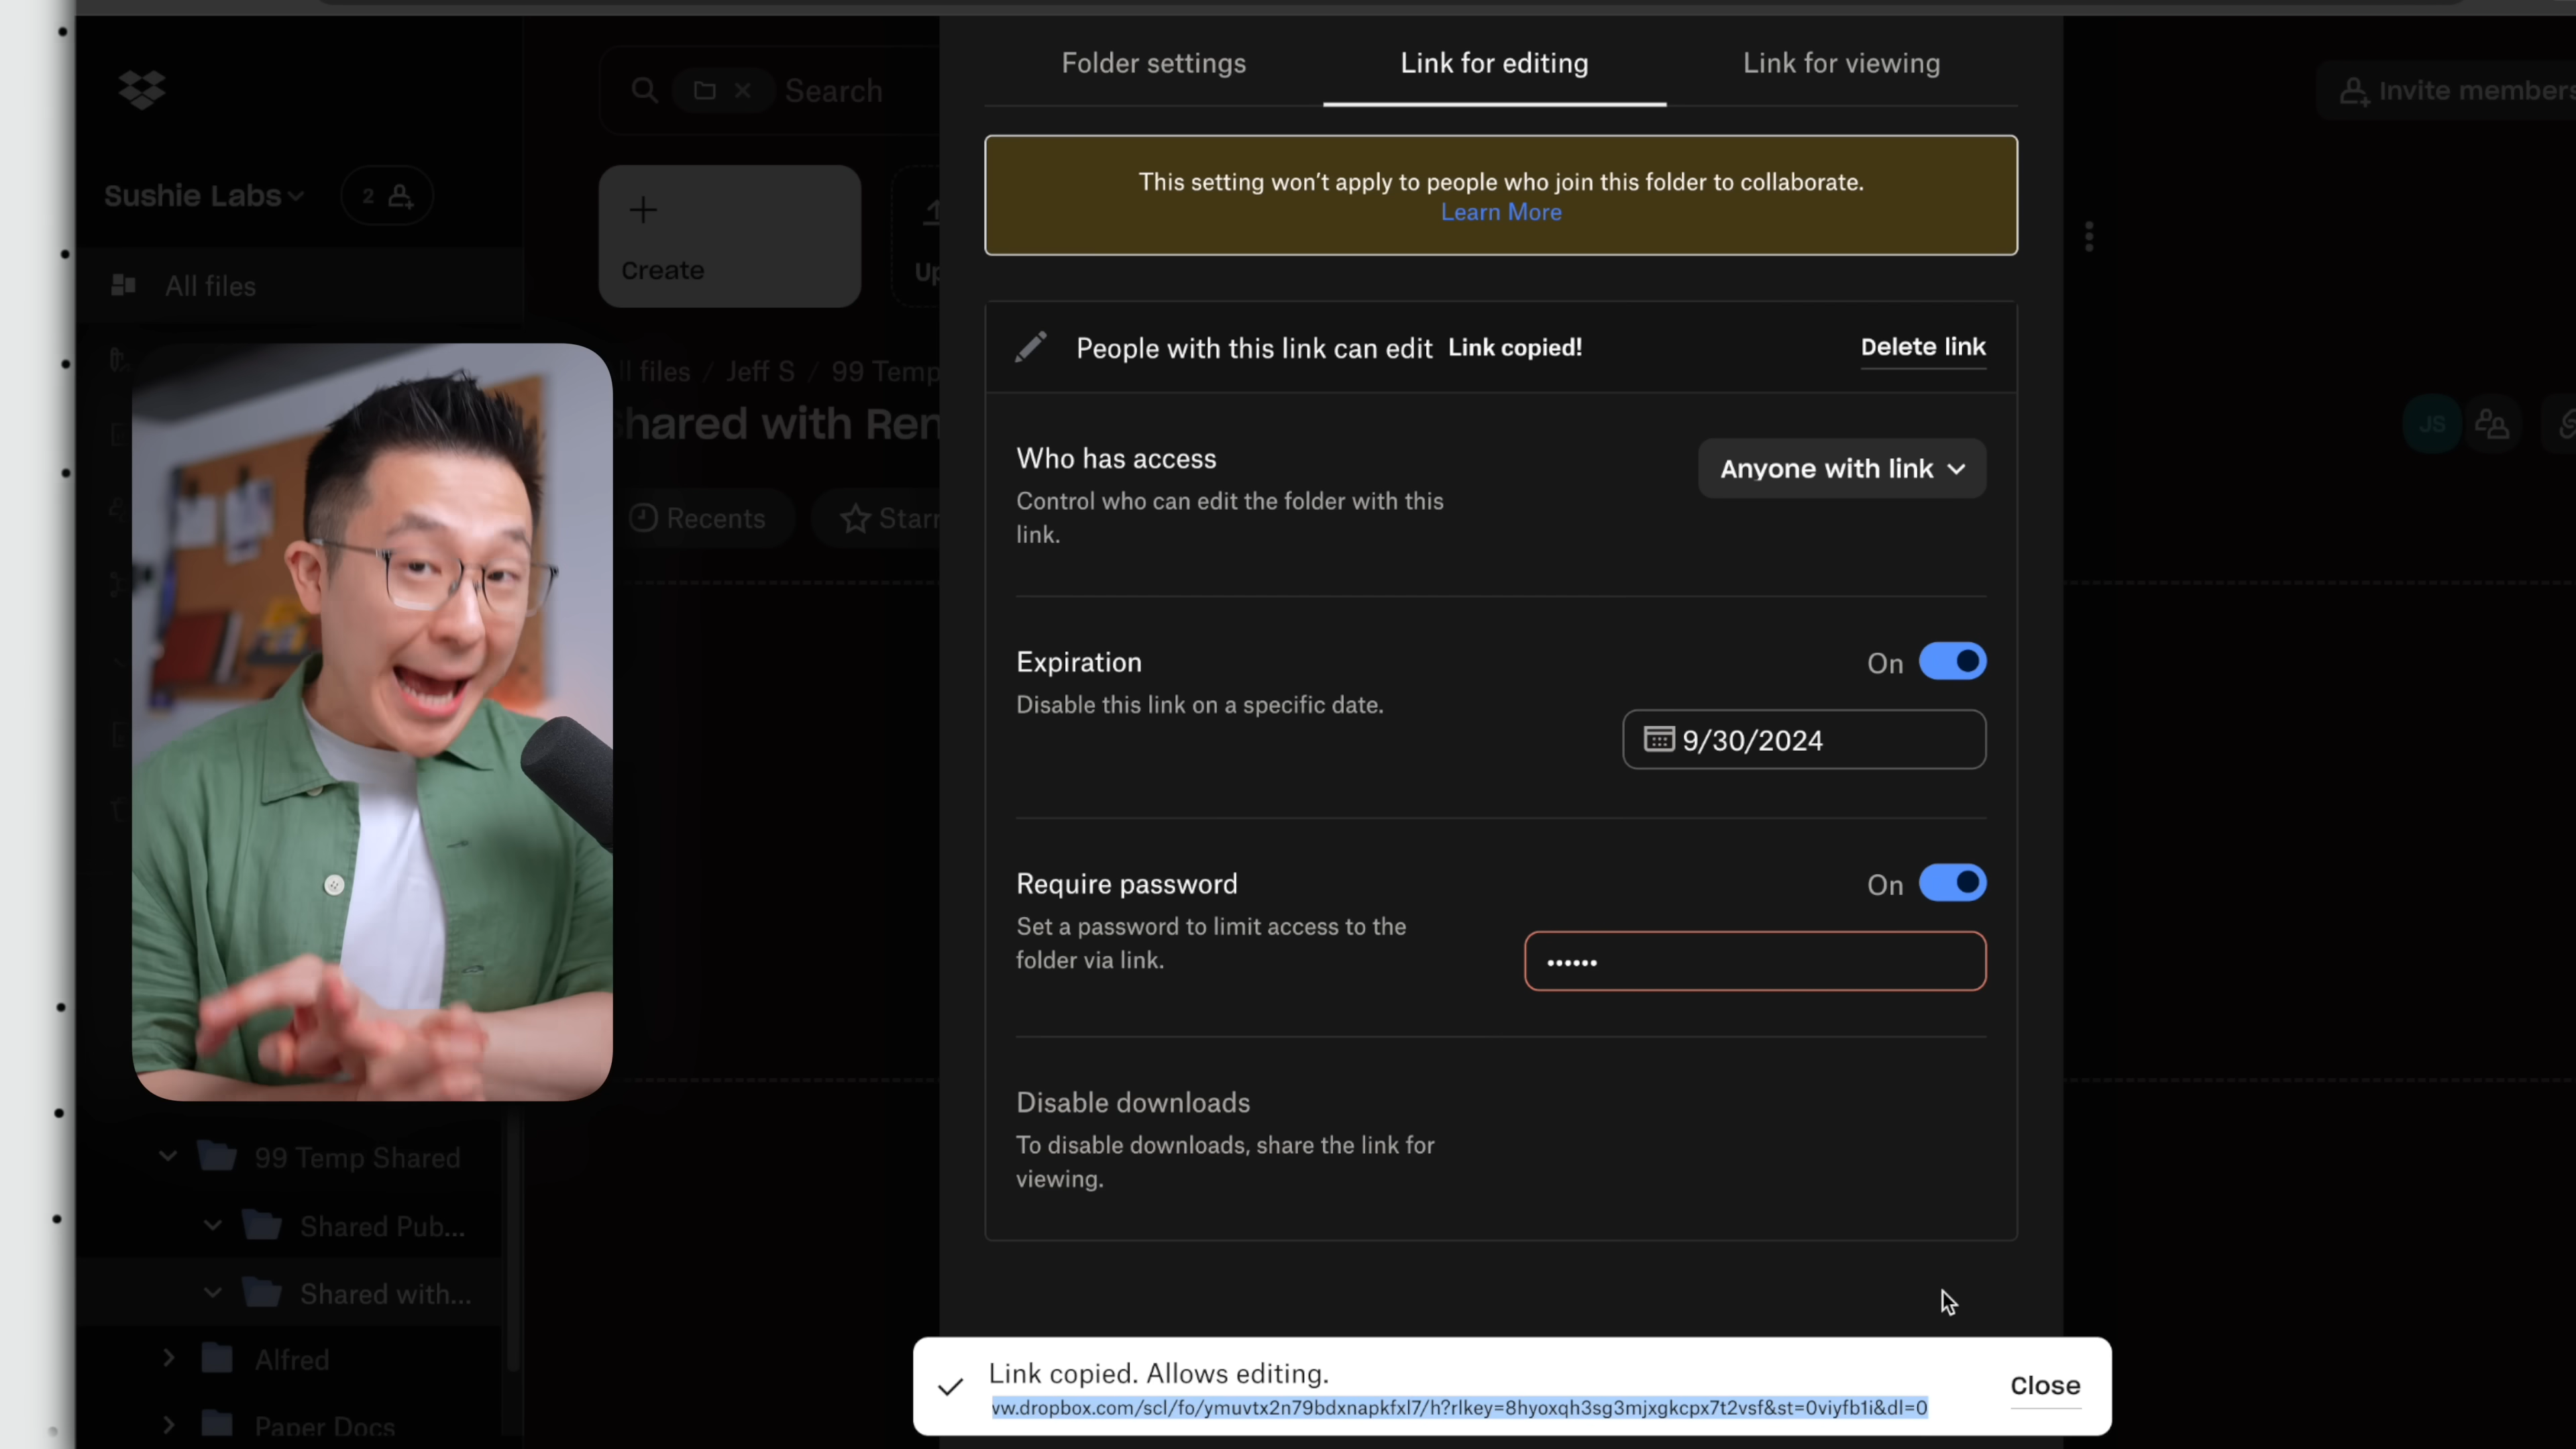 Folder settings
Link for editing
Link for viewing
Search
Invite members
This setting won't apply to people who join this folder to collaborate.
Learn More
Sushie Labs
2
Create
All files
People with this link can edit Link copied!
Delete link
files / Jeff S / 99 Temp
Shared with Ren
Who has access
Anyone with link
Control who can edit the folder with this
link.
JS
Recents
Expiration
On
Disable this link on a specific date.
9/30/2024
Require password
On
Set a password to limit access to the
folder via link.
••••••
Disable downloads
To disable downloads, share the link for
viewing.
99 Temp Shared
Shared Pub...
Shared with...
Alfred
Paper Docs
Link copied. Allows editing.
vw.dropbox.com/scl/fo/ymuvtx2n79bdxnapkfxl7/h?rlkey=8hyoxqh3sg3mjxgkcpx7t2vsf&st=0viyfb1i&dl=0
Close